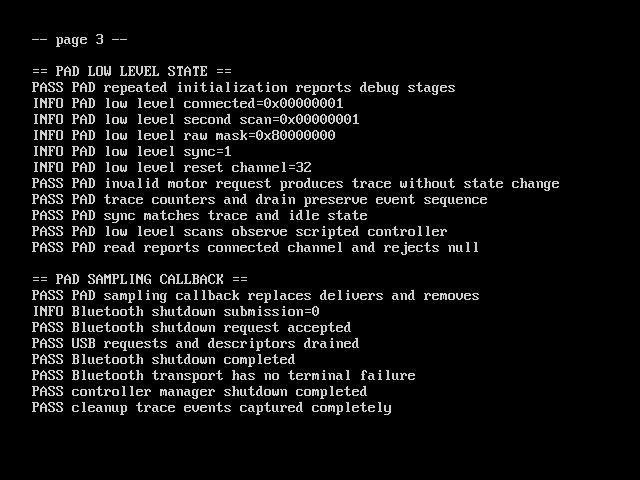 -- page 3 --
== PAD LOW LEVEL STATE ==
PASS PAD repeated initialization reports debug stages
INFO PAD low level connected=0x00000001
INFO PAD low level second scan=0x00000001
INFO PAD low level raw mask=0x80000000
INFO PAD low level sync=1
INFO PAD low level reset channel=32
PASS PAD invalid motor request produces trace without state change
PASS PAD trace counters and drain preserve event sequence
PASS PAD sync matches trace and idle state
PASS PAD low level scans observe scripted controller
PASS PAD read reports connected channel and rejects null
== PAD SAMPLING CALLBACK ==
PASS PAD sampling callback replaces delivers and removes
INFO Bluetooth shutdown submission=0
PASS Bluetooth shutdown request accepted
PASS USB requests and descriptors drained
PASS Bluetooth shutdown completed
PASS Bluetooth transport has no terminal failure
PASS controller manager shutdown completed
PASS cleanup trace events captured completely